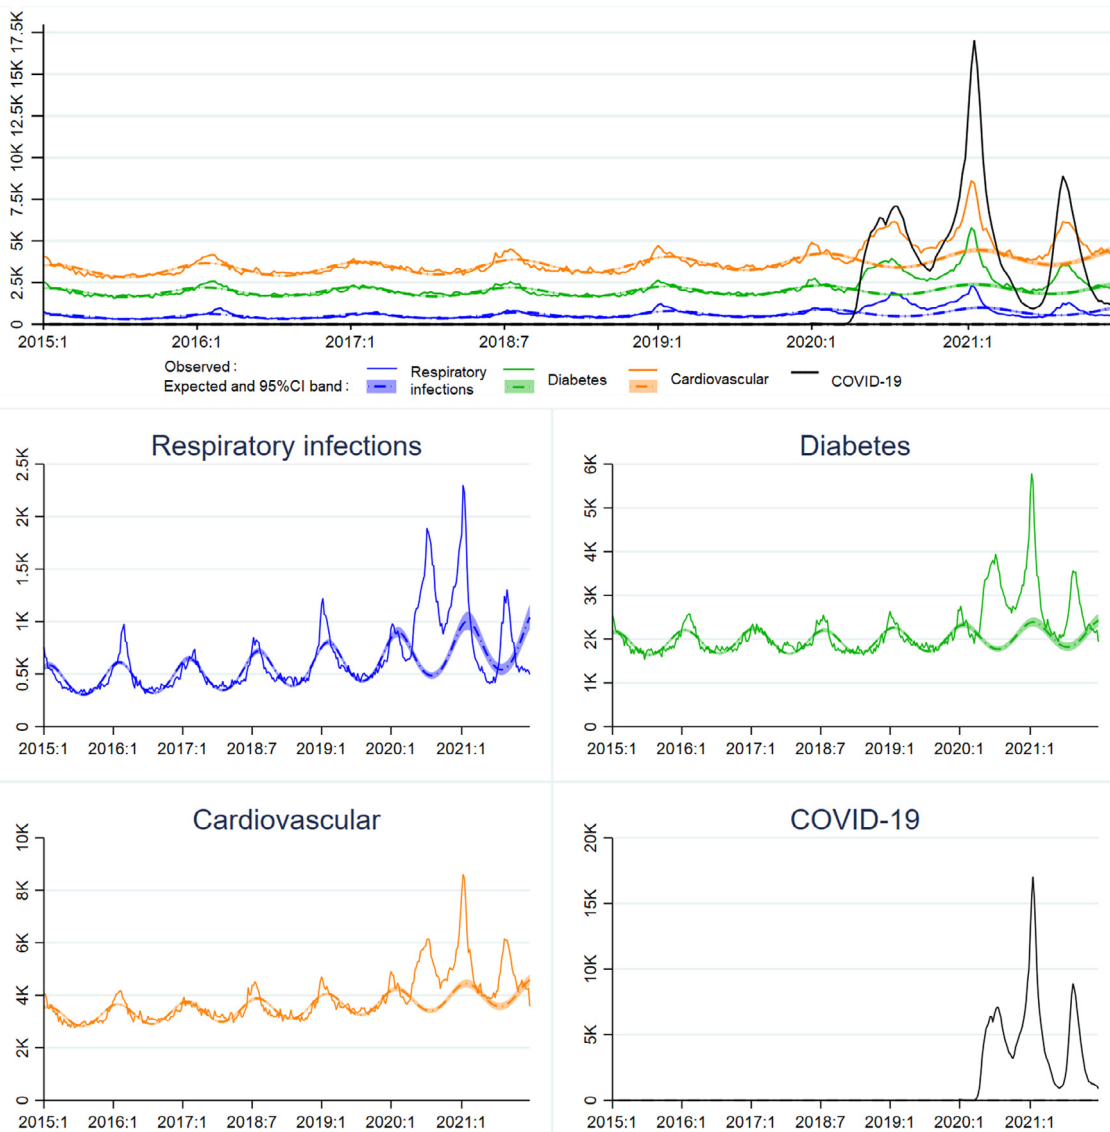 17.5K
15K
12.5K
10K
7.5K
5K
2.5K
0
2015:1 2016:1 2017:1 2018:7 2019:1 2020:1 2021:1
Observed : Respiratory infections Diabetes Cardiovascular COVID-19
Expected and 95%CI band :
Respiratory infections
2.5K
2K
1.5K
1K
0.5K
0
2015:1 2016:1 2017:1 2018:7 2019:1 2020:1 2021:1
Diabetes
6K
5K
4K
3K
2K
1K
0
2015:1 2016:1 2017:1 2018:7 2019:1 2020:1 2021:1
Cardiovascular
10K
8K
6K
4K
2K
0
2015:1 2016:1 2017:1 2018:7 2019:1 2020:1 2021:1
COVID-19
20K
15K
10K
5K
0
2015:1 2016:1 2017:1 2018:7 2019:1 2020:1 2021:1